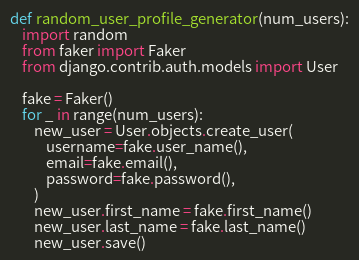 def random_user_profile_generator(num_users):
    import random
    from faker import Faker
    from django.contrib.auth.models import User

    fake = Faker()
    for _ in range(num_users):
        new_user = User.objects.create_user(
            username=fake.user_name(),
            email=fake.email(),
            password=fake.password(),
        )
        new_user.first_name = fake.first_name()
        new_user.last_name = fake.last_name()
        new_user.save()